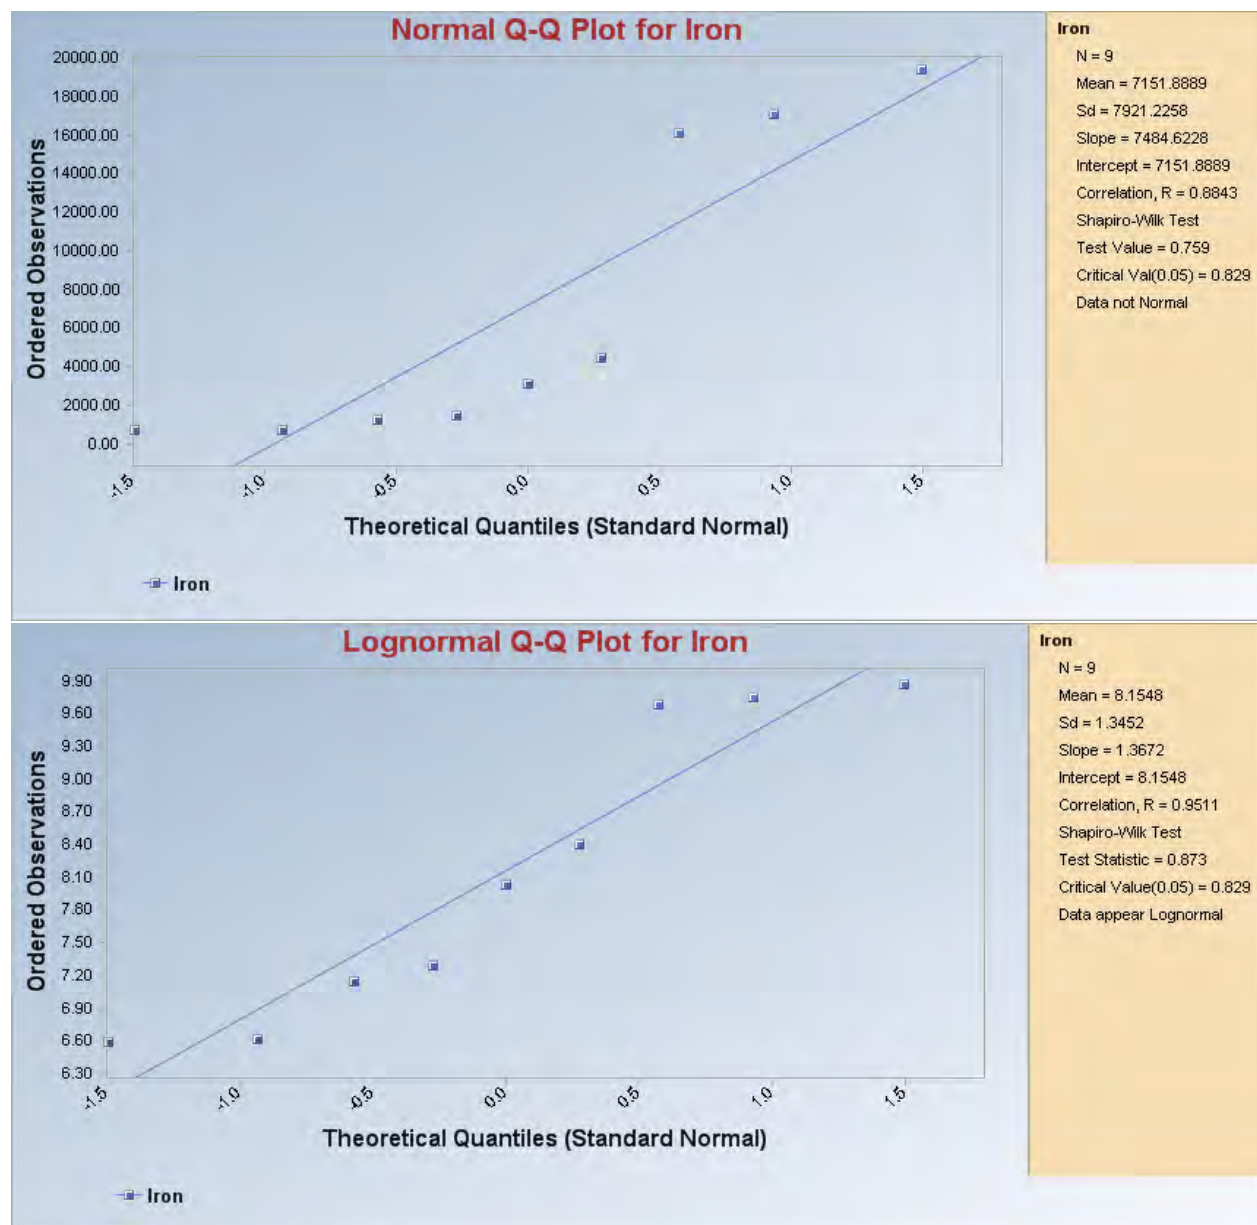 Normal Q-Q Plot for Iron
20000.00
18000.00
16000.00
14000.00
12000.00
10000.00
8000.00
6000.00
4000.00
2000.00
0.00
Ordered Observations
-1.5
-1.0
-0.5
0.0
0.5
1.0
1.5
Theoretical Quantiles (Standard Normal)
Iron
Iron
N = 9
Mean = 7151.8889
Sd = 7921.2258
Slope = 7484.6228
Intercept = 7151.8889
Correlation, R = 0.8843
Shapiro-Wilk Test
Test Value = 0.759
Critical Val(0.05) = 0.829
Data not Normal
Lognormal Q-Q Plot for Iron
9.90
9.60
9.30
9.00
8.70
8.40
8.10
7.80
7.50
7.20
6.90
6.60
6.30
Ordered Observations
-1.5
-1.0
-0.5
0.0
0.5
1.0
1.5
Theoretical Quantiles (Standard Normal)
Iron
Iron
N = 9
Mean = 8.1548
Sd = 1.3452
Slope = 1.3672
Intercept = 8.1548
Correlation, R = 0.9511
Shapiro-Wilk Test
Test Statistic = 0.873
Critical Value(0.05) = 0.829
Data appear Lognormal